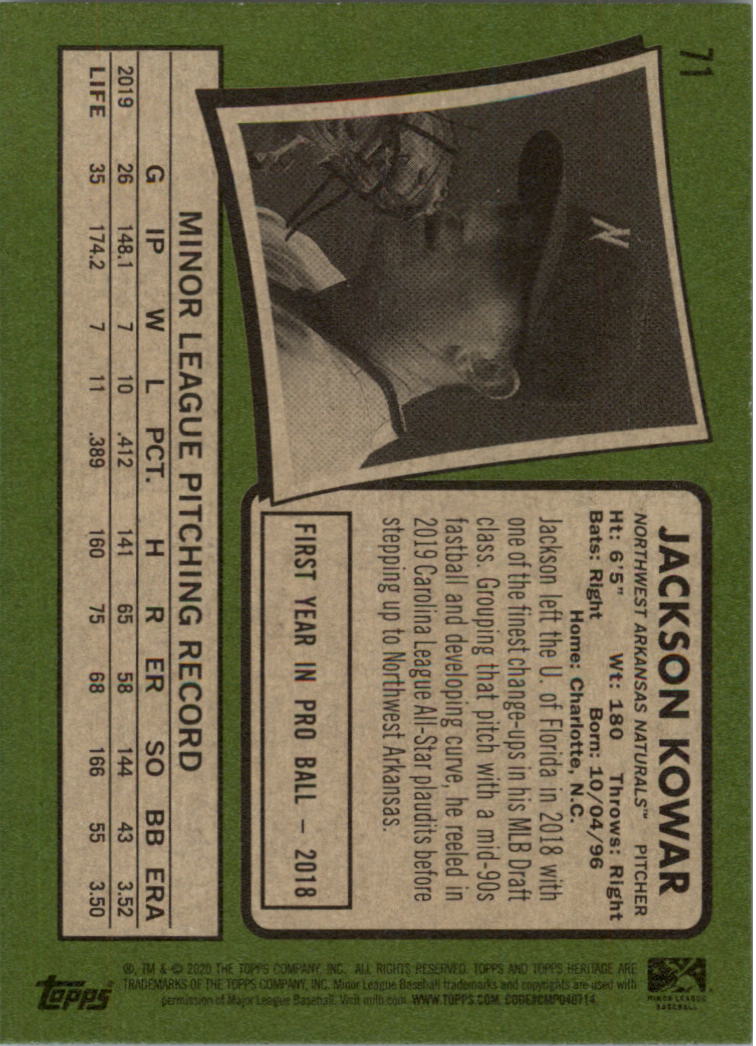 71
N
JACKSON KOWAR
NORTHWEST ARKANSAS NATURALS™ PITCHER
Ht: 6'5" Wt: 180 Throws: Right
Bats: Right Born: 10/04/96
Home: Charlotte, N.C.
Jackson left the U. of Florida in 2018 with
one of the finest change-ups in his MLB Draft
class. Grouping that pitch with a mid-90s
fastball and developing curve, he reeled in
2019 Carolina League All-Star plaudits before
stepping up to Northwest Arkansas.
FIRST YEAR IN PRO BALL – 2018
MINOR LEAGUE PITCHING RECORD
G IP W L PCT. H R ER SO BB ERA
2019 26 148.1 7 10 .412 141 65 58 144 43 3.52
LIFE 35 174.2 7 11 .389 160 75 68 166 55 3.50
MINOR LEAGUE
BASEBALL
®, TM & © 2020 THE TOPPS COMPANY, INC. ALL RIGHTS RESERVED. TOPPS AND TOPPS HERITAGE ARE
TRADEMARKS OF THE TOPPS COMPANY, INC. Minor League Baseball trademarks and copyrights are used with
permission of Major League Baseball. Visit milb.com. WWW.TOPPS.COM. CODE#CMP048714
topps®